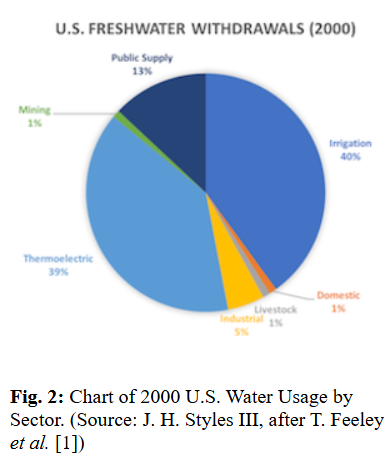 U.S. FRESHWATER WITHDRAWALS (2000)
Public Supply
13%
Mining
1%
Irrigation
40%
Thermoelectric
39%
Domestic
1%
Livestock
1%
Industrial
5%
Fig. 2: Chart of 2000 U.S. Water Usage by
Sector. (Source: J. H. Styles III, after T. Feeley
et al. [1])